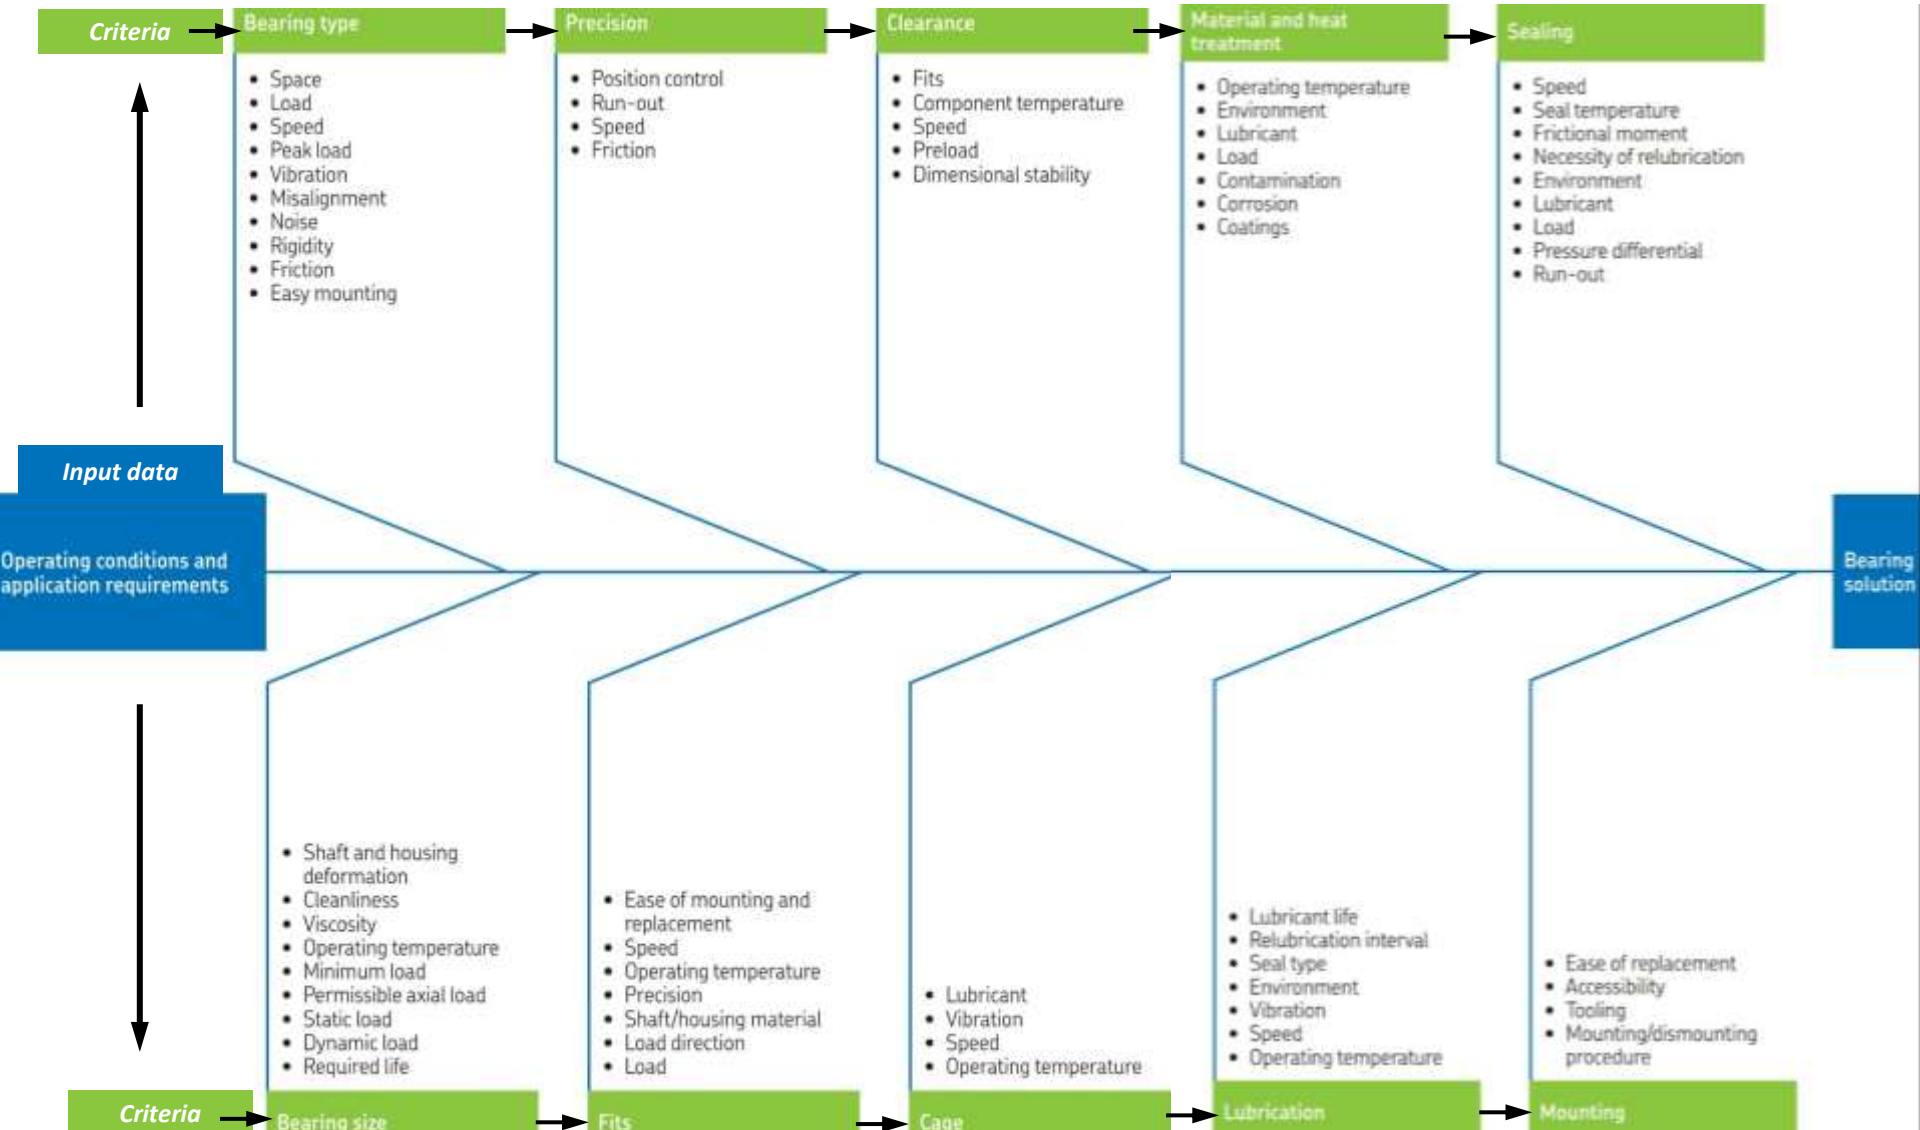 Criteria
Bearing type
• Space
• Load
• Speed
• Peak load
• Vibration
• Misalignment
• Noise
• Rigidity
• Friction
• Easy mounting
Precision
• Position control
• Run-out
• Speed
• Friction
Clearance
• Fits
• Component temperature
• Speed
• Preload
• Dimensional stability
Material and heat
treatment
• Operating temperature
• Environment
• Lubricant
• Load
• Contamination
• Corrosion
• Coatings
Sealing
• Speed
• Seal temperature
• Frictional moment
• Necessity of relubrication
• Environment
• Lubricant
• Load
• Pressure differential
• Run-out
Input data
Operating conditions and
application requirements
Bearing
solution
• Shaft and housing
deformation
• Cleanliness
• Viscosity
• Operating temperature
• Minimum load
• Permissible axial load
• Static load
• Dynamic load
• Required life
• Ease of mounting and
replacement
• Speed
• Operating temperature
• Precision
• Shaft/housing material
• Load direction
• Load
• Lubricant
• Vibration
• Speed
• Operating temperature
• Lubricant life
• Relubrication interval
• Seal type
• Environment
• Vibration
• Speed
• Operating temperature
• Ease of replacement
• Accessibility
• Tooling
• Mounting/dismounting
procedure
Criteria
Bearing size
Fits
Cage
Lubrication
Mounting